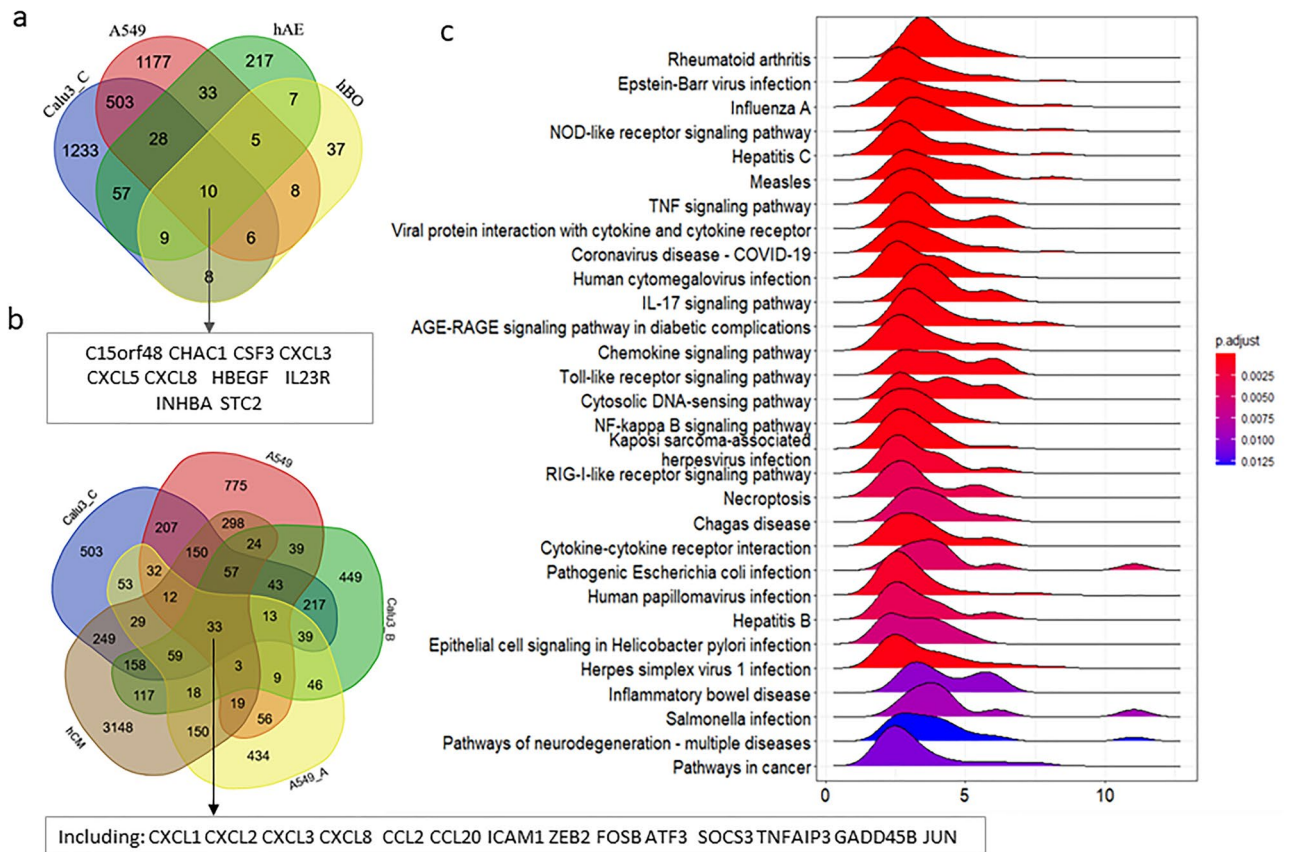 a
A549
hAE
Calu3_C
hBO
1177
217
503
33
7
1233
28
5
37
57
10
8
9
6
8
C15orf48 CHAC1 CSF3 CXCL3
CXCL5 CXCL8 HBEGF IL23R
INHBA STC2
b
A549
Calu3_C
Calu3_B
hCM
A549_A
775
207
298
503
150
24
39
53
32
57
43
449
12
217
29
33
13
249
39
158
59
3
9
117
18
46
19
3148
150
56
434
Including: CXCL1 CXCL2 CXCL3 CXCL8 CCL2 CCL20 ICAM1 ZEB2 FOSB ATF3 SOCS3 TNFAIP3 GADD45B JUN
c
Rheumatoid arthritis
Epstein-Barr virus infection
Influenza A
NOD-like receptor signaling pathway
Hepatitis C
Measles
TNF signaling pathway
Viral protein interaction with cytokine and cytokine receptor
Coronavirus disease - COVID-19
Human cytomegalovirus infection
IL-17 signaling pathway
AGE-RAGE signaling pathway in diabetic complications
Chemokine signaling pathway
Toll-like receptor signaling pathway
Cytosolic DNA-sensing pathway
NF-kappa B signaling pathway
Kaposi sarcoma-associated
herpesvirus infection
RIG-I-like receptor signaling pathway
Necroptosis
Chagas disease
Cytokine-cytokine receptor interaction
Pathogenic Escherichia coli infection
Human papillomavirus infection
Hepatitis B
Epithelial cell signaling in Helicobacter pylori infection
Herpes simplex virus 1 infection
Inflammatory bowel disease
Salmonella infection
Pathways of neurodegeneration - multiple diseases
Pathways in cancer
0
5
10
p.adjust
0.0025
0.0050
0.0075
0.0100
0.0125